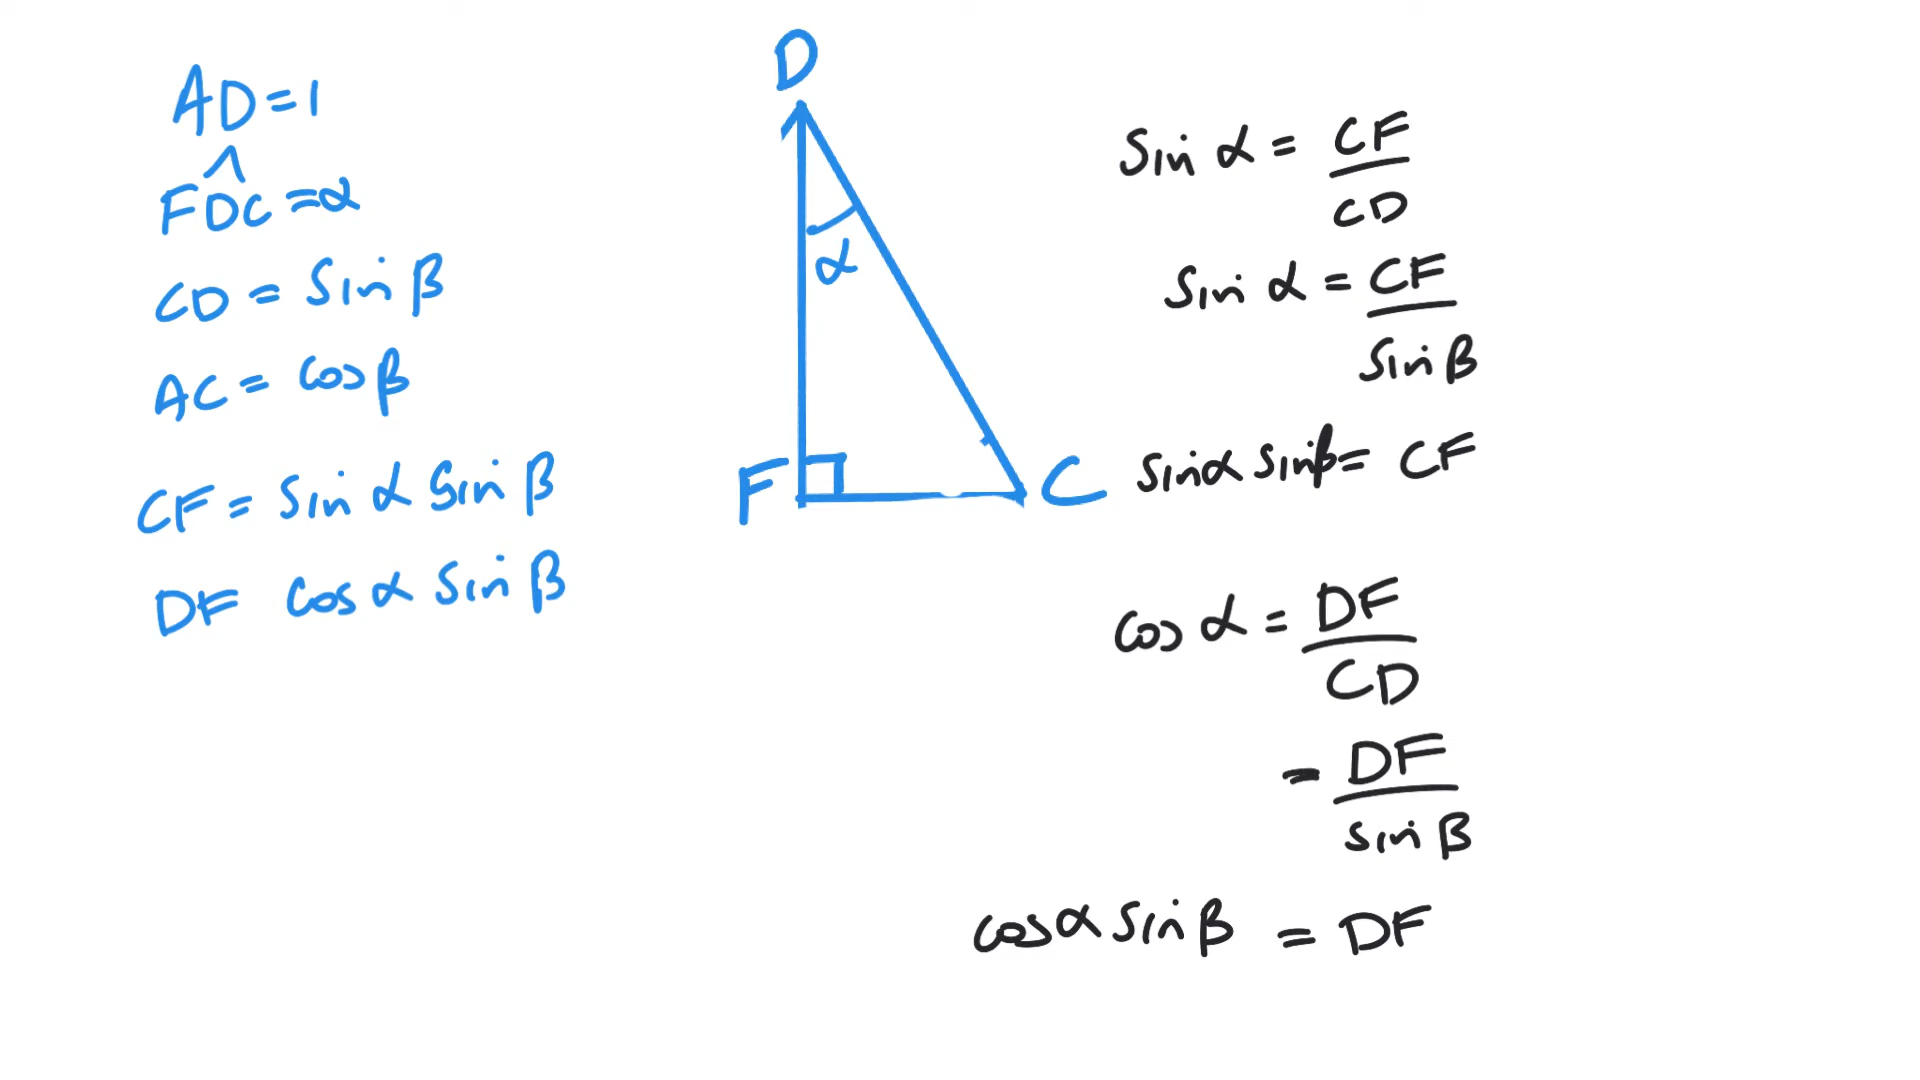 AD = 1
FD̂C = α
CD = sin β
AC = cos β
CF = sin α sin β
DF cos α sin β
D
α
F
C
sin α = CF
CD
sin α = CF
sin β
sin α sin β = CF
cos α = DF
CD
= DF
sin β
cos α sin β = DF